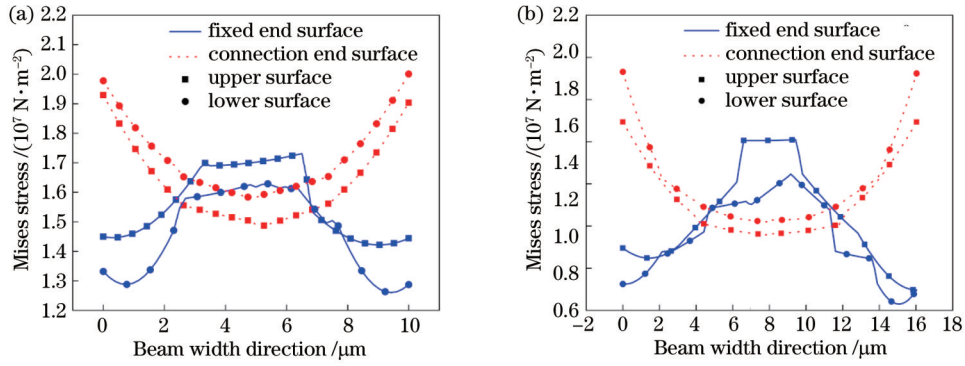 (a)
2.2
2.1
2.0
1.9
1.8
1.7
1.6
1.5
1.4
1.3
1.2
Mises stress /(10⁷ N·m⁻²)
fixed end surface
connection end surface
upper surface
lower surface
0 2 4 6 8 10
Beam width direction /μm
(b)
2.2
2.0
1.8
1.6
1.4
1.2
1.0
0.8
0.6
Mises stress /(10⁷ N·m⁻²)
fixed end surface
connection end surface
upper surface
lower surface
−2 0 2 4 6 8 10 12 14 16 18
Beam width direction /μm